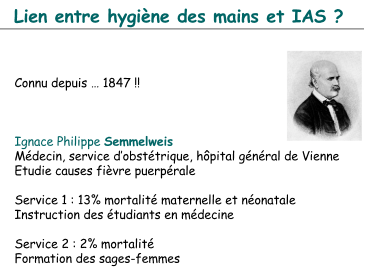 Lien entre hygiène des mains et IAS ?
Connu depuis … 1847 !!
Ignace Philippe Semmelweis
Médecin, service d’obstétrique, hôpital général de Vienne
Etudie causes fièvre puerpérale
Service 1 : 13% mortalité maternelle et néonatale
Instruction des étudiants en médecine
Service 2 : 2% mortalité
Formation des sages-femmes